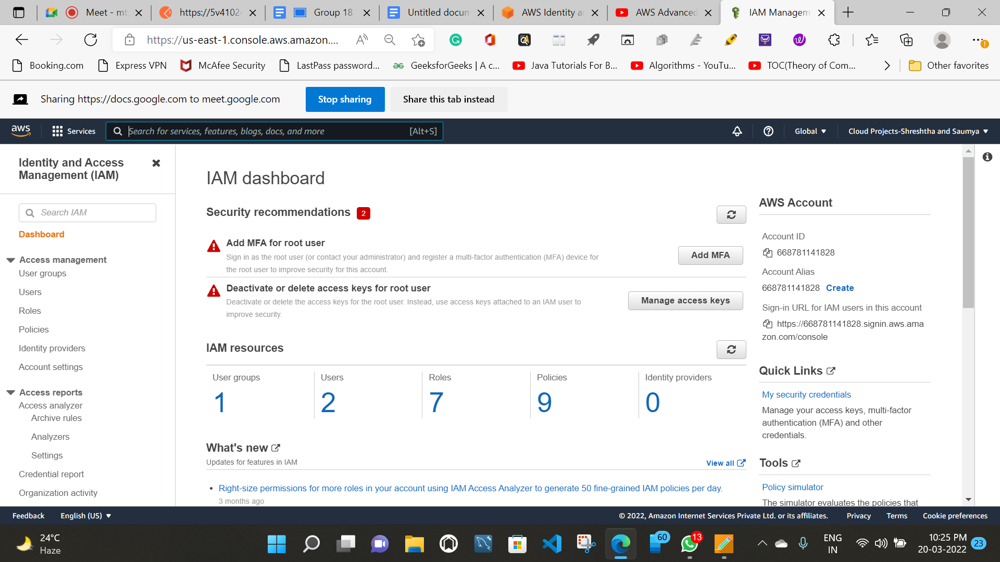 Meet - mt
https://5v41024
Group 18
Untitled docum
AWS Identity a
AWS Advanced
IAM Managem
https://us-east-1.console.aws.amazon....
Booking.com
Express VPN
McAfee Security
LastPass password...
GeeksforGeeks | A c...
Java Tutorials For B...
Algorithms - YouTu...
TOC(Theory of Com...
Other favorites
Sharing https://docs.google.com to meet.google.com
Stop sharing
Share this tab instead
aws
Services
Search for services, features, blogs, docs, and more
[Alt+S]
Global
Cloud Projects-Shreshtha and Saumya
Identity and Access
Management (IAM)
Search IAM
Dashboard
Access management
User groups
Users
Roles
Policies
Identity providers
Account settings
Access reports
Access analyzer
Archive rules
Analyzers
Settings
Credential report
Organization activity
IAM dashboard
Security recommendations 2
Add MFA for root user
Sign in as the root user (or contact your administrator) and register a multi-factor authentication (MFA) device for
the root user to improve security for this account.
Add MFA
Deactivate or delete access keys for root user
Deactivate or delete the access keys for the root user. Instead, use access keys attached to an IAM user to
improve security.
Manage access keys
IAM resources
User groups
1
Users
2
Roles
7
Policies
9
Identity providers
0
What's new
Updates for features in IAM
View all
Right-size permissions for more roles in your account using IAM Access Analyzer to generate 50 fine-grained IAM policies per day.
3 months ago
AWS Account
Account ID
668781141828
Account Alias
668781141828 Create
Sign-in URL for IAM users in this account
https://668781141828.signin.aws.ama
zon.com/console
Quick Links
My security credentials
Manage your access keys, multi-factor
authentication (MFA) and other
credentials.
Tools
Policy simulator
The simulator evaluates the policies that
Feedback
English (US)
© 2022, Amazon Internet Services Private Ltd. or its affiliates.
Privacy
Terms
Cookie preferences
24°C
Haze
60
13
ENG
IN
10:25 PM
20-03-2022
23